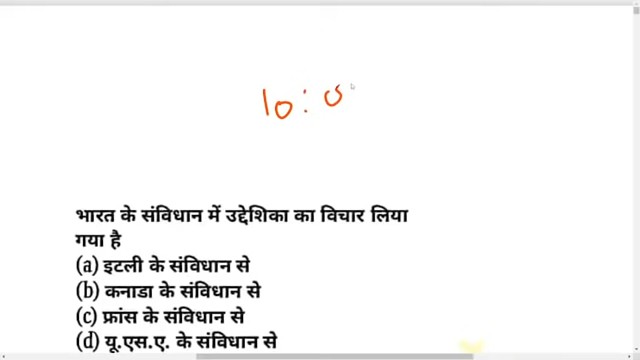 10:0
भारत के संविधान में उद्देशिका का विचार लिया
गया है
(a) इटली के संविधान से
(b) कनाडा के संविधान से
(c) फ्रांस के संविधान से
(d) यू.एस.ए. के संविधान से